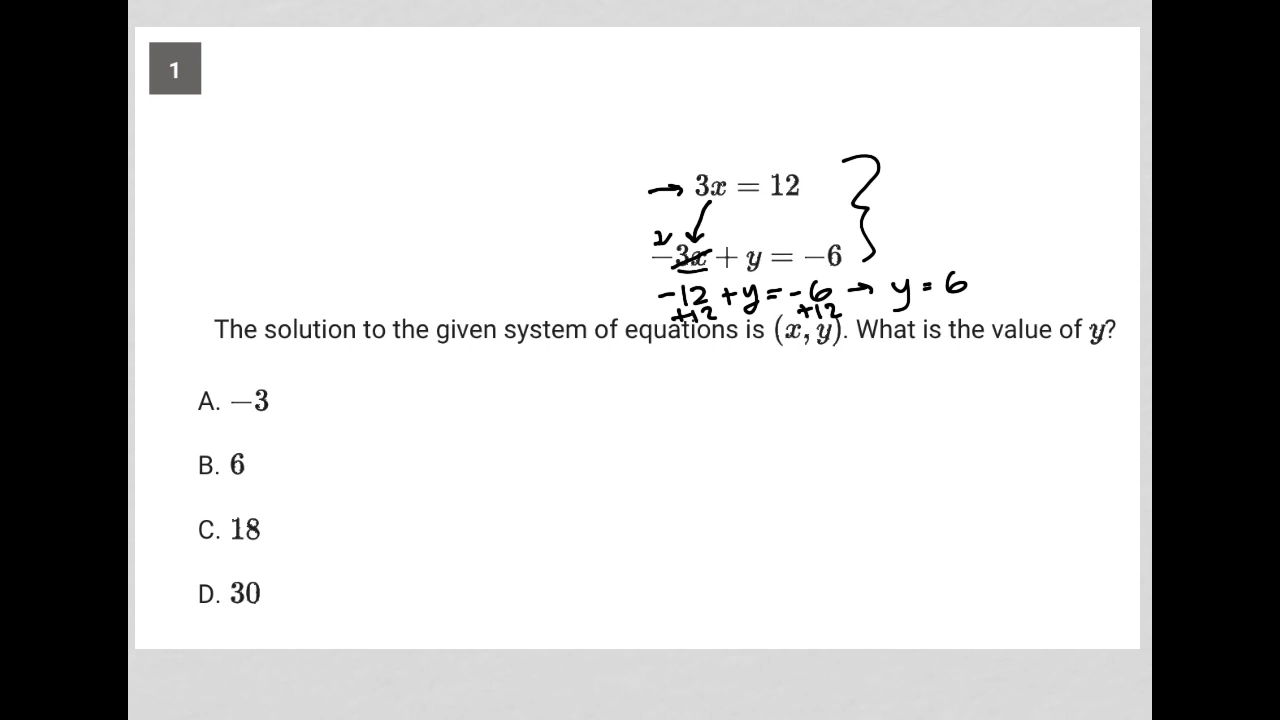 1
→ 3x = 12
2
−3x + y = −6
-12 + y = -6 → y = 6
+12 +12
The solution to the given system of equations is (x, y). What is the value of y?
A. −3
B. 6
C. 18
D. 30